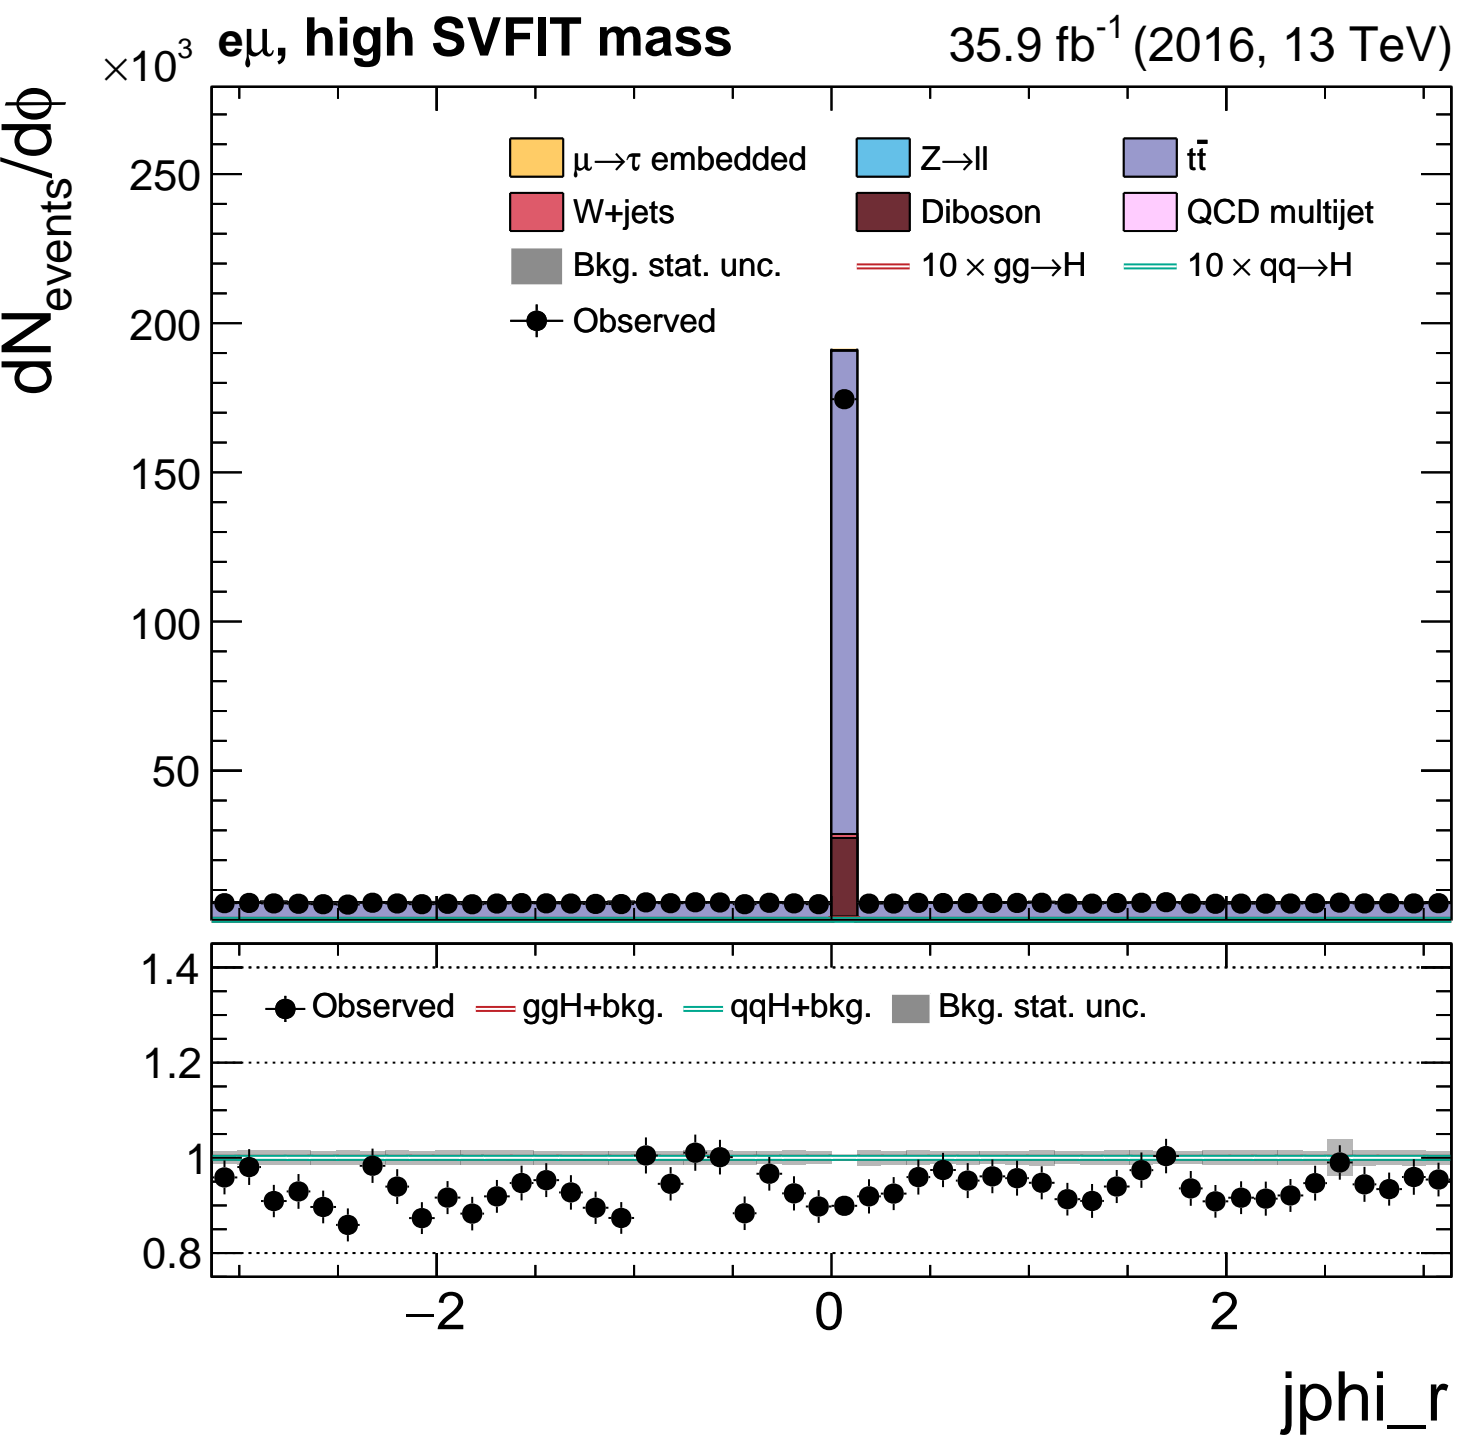 ×10³ eμ, high SVFIT mass 35.9 fb⁻¹ (2016, 13 TeV)
dN_events/dϕ
μ→τ embedded Z→ll tt̄
W+jets Diboson QCD multijet
Bkg. stat. unc. 10 × gg→H 10 × qq→H
Observed
250
200
150
100
50
1.4
Observed ggH+bkg. qqH+bkg. Bkg. stat. unc.
1.2
1
0.8
−2 0 2
jphi_r